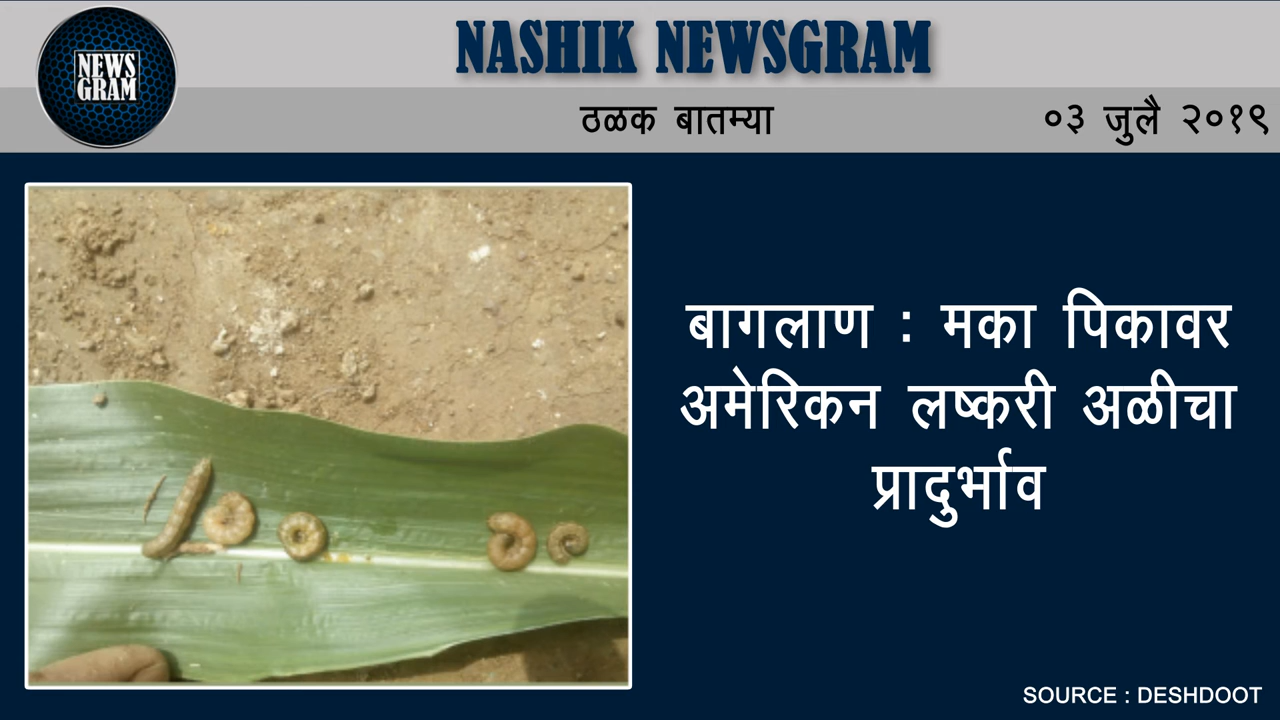 NEWS
GRAM
NASHIK NEWSGRAM
ठळक बातम्या
०३ जुलै २०१९
बागलाण : मका पिकावर
अमेरिकन लष्करी अळीचा
प्रादुर्भाव
SOURCE : DESHDOOT